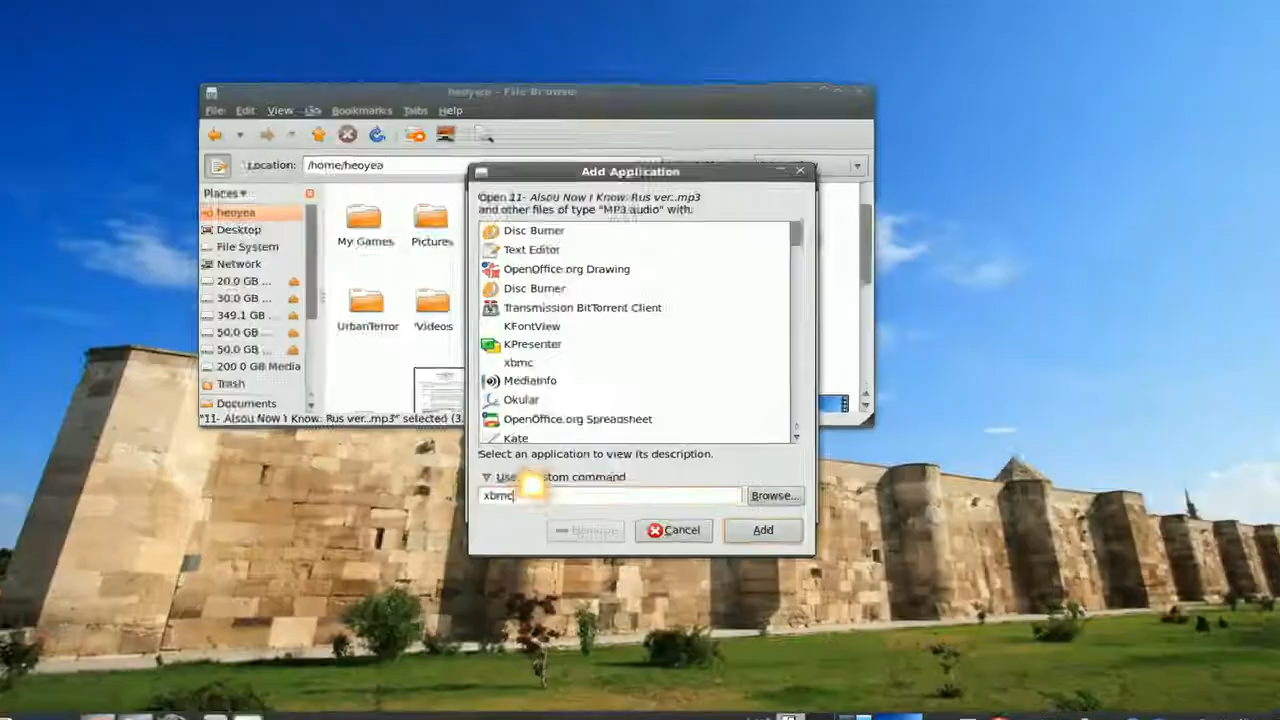 heoyea - File Browser
File Edit View Go Bookmarks Tabs Help
Location: /home/heoyea
Places
heoyea
Desktop
File System
Network
20.0 GB ...
30.0 GB ...
349.1 GB ...
50.0 GB ...
50.0 GB ...
200.0 GB Media
Trash
Documents
My Games
Pictures
UrbanTerror
Videos
"11- Alsou Now I Know: Rus ver..mp3" selected (3.
Add Application
Open 11- Alsou Now I Know: Rus ver..mp3
and other files of type "MP3 audio" with:
Disc Burner
Text Editor
OpenOffice.org Drawing
Disc Burner
Transmission BitTorrent Client
KFontView
KPresenter
xbmc
MediaInfo
Okular
OpenOffice.org Spreadsheet
Kate
Select an application to view its description.
custom command
xbmc
Browse...
Remove
Cancel
Add